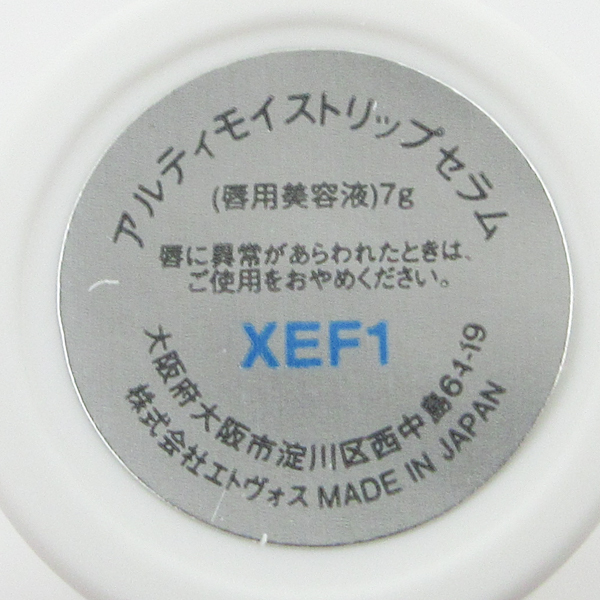 アルティモイストリップセラム
(唇用美容液)7g
唇に異常があらわれたときは、
ご使用をおやめください。
XEF1
大阪府大阪市淀川区西中島6-1-19
株式会社エトヴォス MADE IN JAPAN